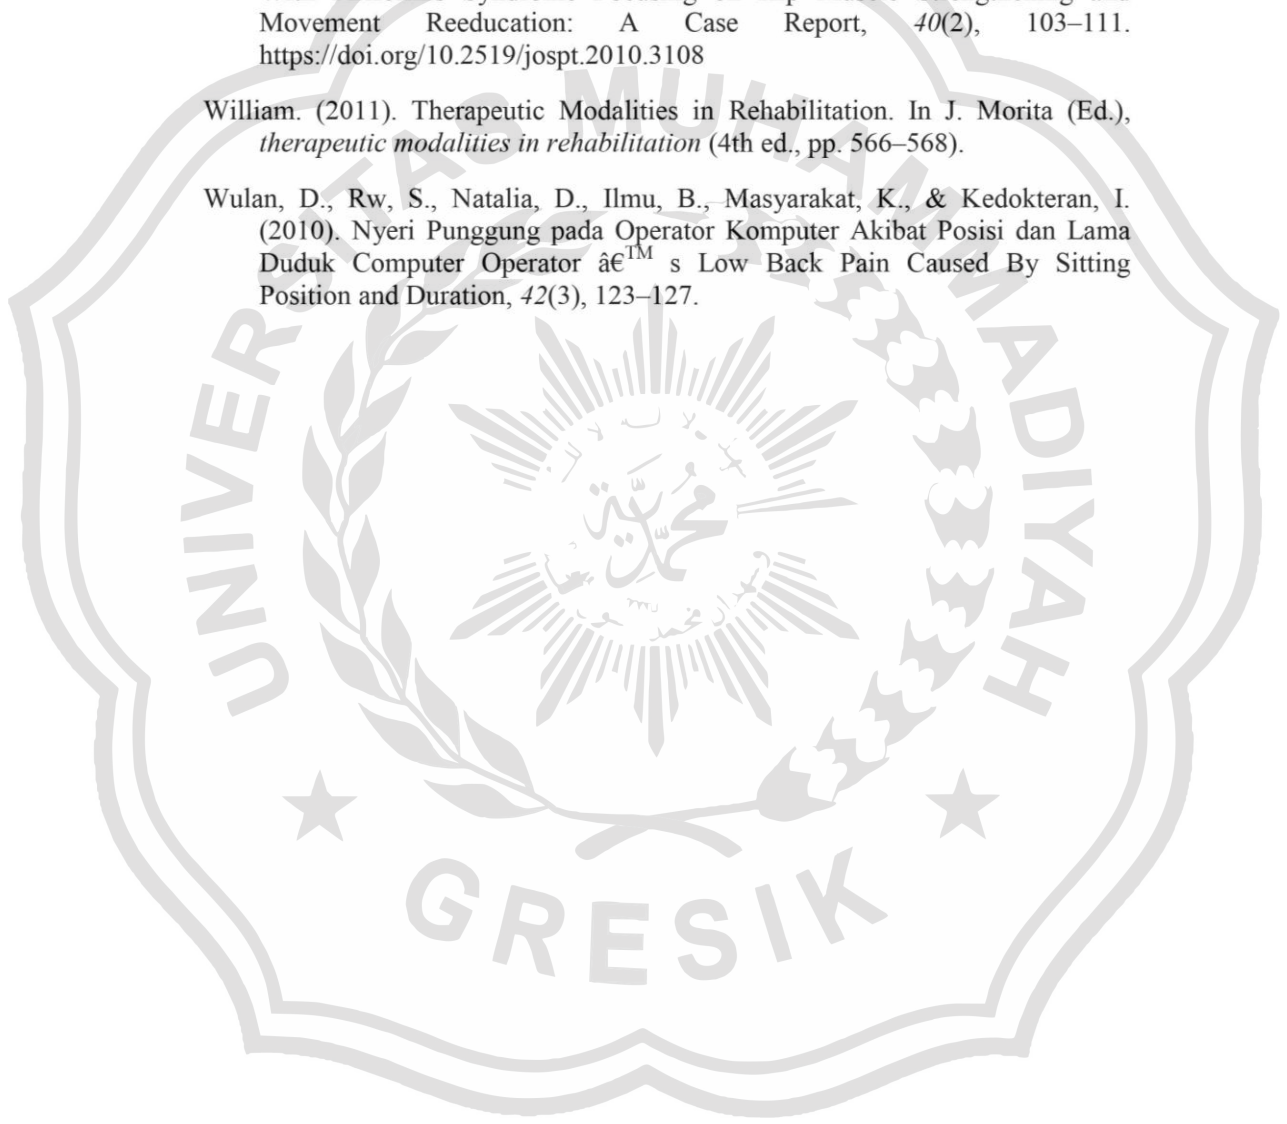 Movement Reeducation: A Case Report, 40(2), 103–111.
https://doi.org/10.2519/jospt.2010.3108
William. (2011). Therapeutic Modalities in Rehabilitation. In J. Morita (Ed.),
therapeutic modalities in rehabilitation (4th ed., pp. 566–568).
Wulan, D., Rw, S., Natalia, D., Ilmu, B., Masyarakat, K., & Kedokteran, I.
(2010). Nyeri Punggung pada Operator Komputer Akibat Posisi dan Lama
Duduk Computer Operator â€™ s Low Back Pain Caused By Sitting
Position and Duration, 42(3), 123–127.
UNIVERSITAS MUHAMMADIYAH
GRESIK